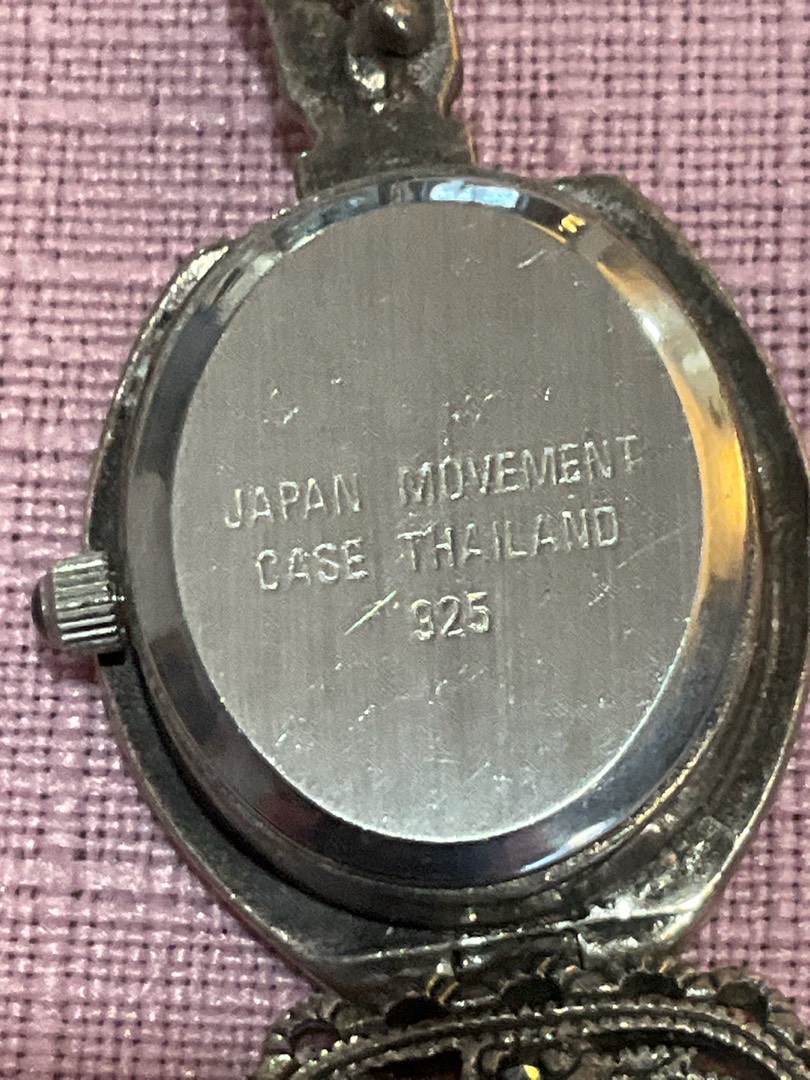 JAPAN MOVEMENT
CASE THAILAND
925